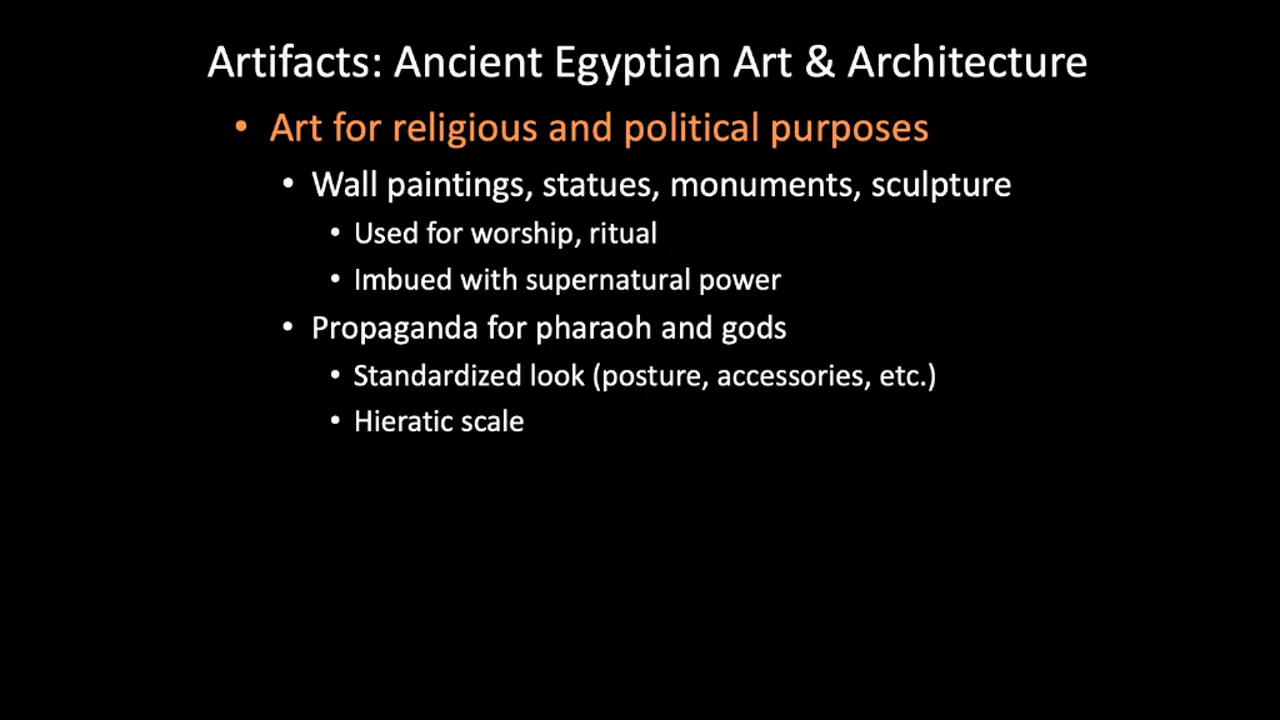 Artifacts: Ancient Egyptian Art & Architecture
• Art for religious and political purposes
• Wall paintings, statues, monuments, sculpture
• Used for worship, ritual
• Imbued with supernatural power
• Propaganda for pharaoh and gods
• Standardized look (posture, accessories, etc.)
• Hieratic scale